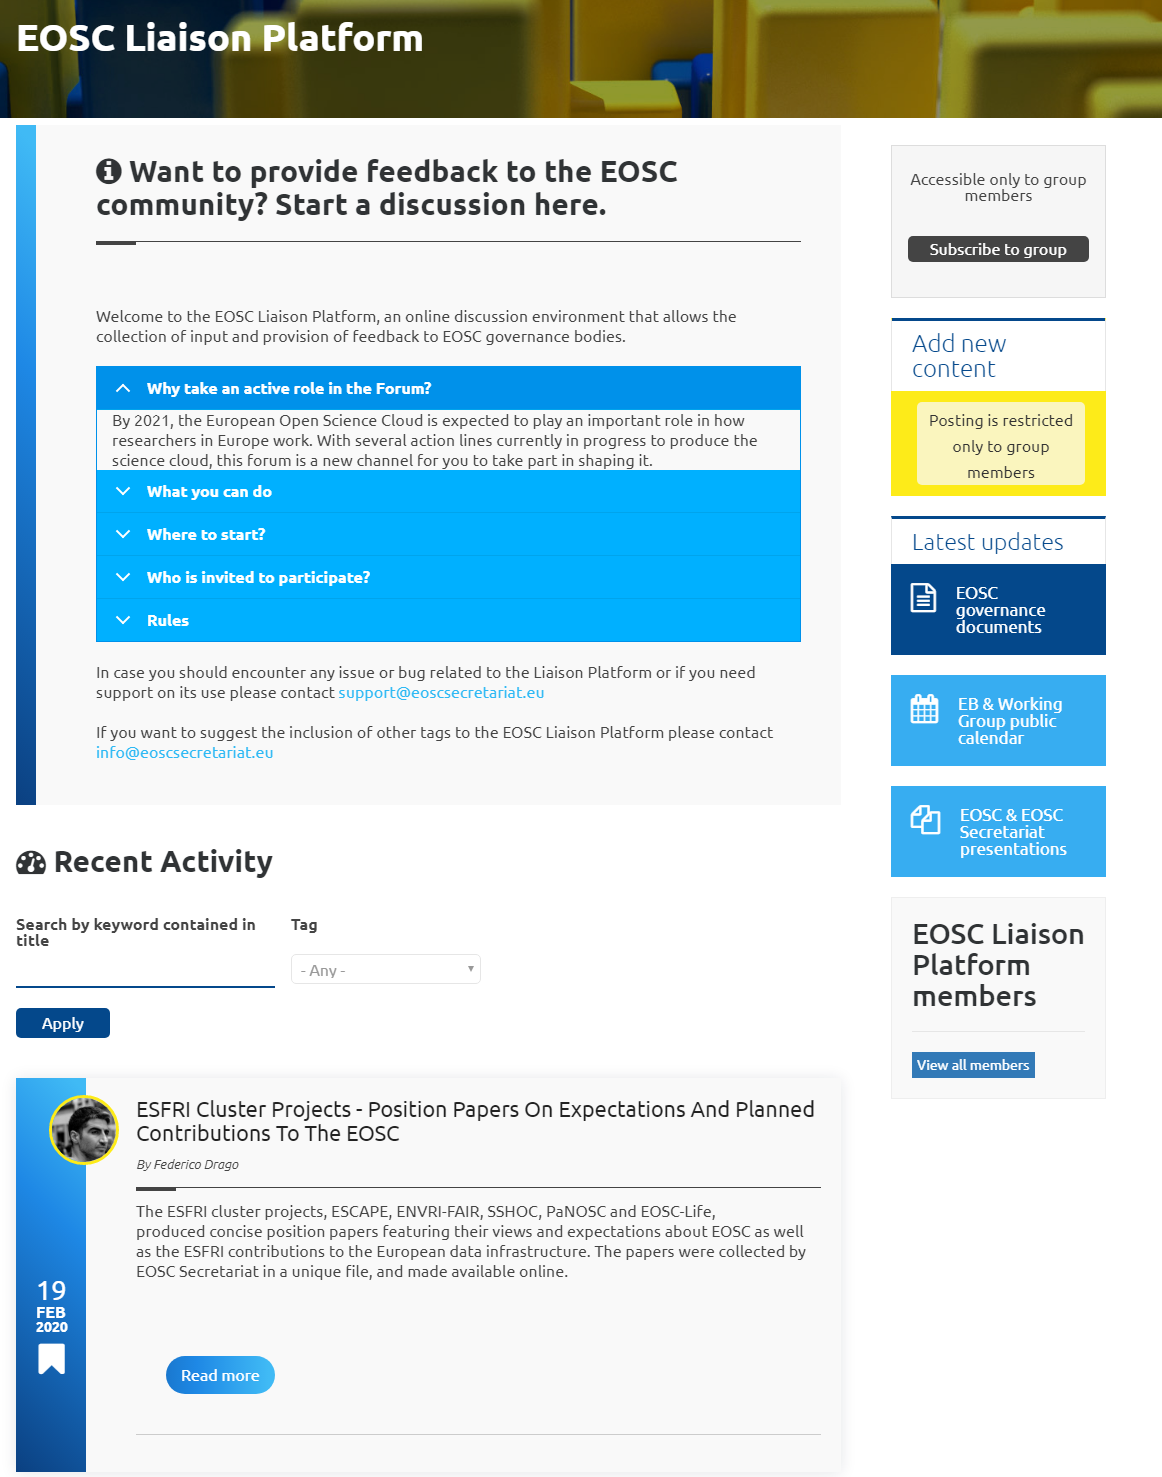 EOSC Liaison Platform
Want to provide feedback to the EOSC
community? Start a discussion here.
Welcome to the EOSC Liaison Platform, an online discussion environment that allows the
collection of input and provision of feedback to EOSC governance bodies.
Why take an active role in the Forum?
By 2021, the European Open Science Cloud is expected to play an important role in how
researchers in Europe work. With several action lines currently in progress to produce the
science cloud, this forum is a new channel for you to take part in shaping it.
What you can do
Where to start?
Who is invited to participate?
Rules
In case you should encounter any issue or bug related to the Liaison Platform or if you need
support on its use please contact support@eoscsecretariat.eu
If you want to suggest the inclusion of other tags to the EOSC Liaison Platform please contact
info@eoscsecretariat.eu
Recent Activity
Search by keyword contained in
title
Tag
- Any -
Apply
ESFRI Cluster Projects - Position Papers On Expectations And Planned
Contributions To The EOSC
By Federico Drago
The ESFRI cluster projects, ESCAPE, ENVRI-FAIR, SSHOC, PaNOSC and EOSC-Life,
produced concise position papers featuring their views and expectations about EOSC as well
as the ESFRI contributions to the European data infrastructure. The papers were collected by
EOSC Secretariat in a unique file, and made available online.
19
FEB
2020
Read more
Accessible only to group
members
Subscribe to group
Add new
content
Posting is restricted
only to group
members
Latest updates
EOSC
governance
documents
EB & Working
Group public
calendar
EOSC & EOSC
Secretariat
presentations
EOSC Liaison
Platform
members
View all members